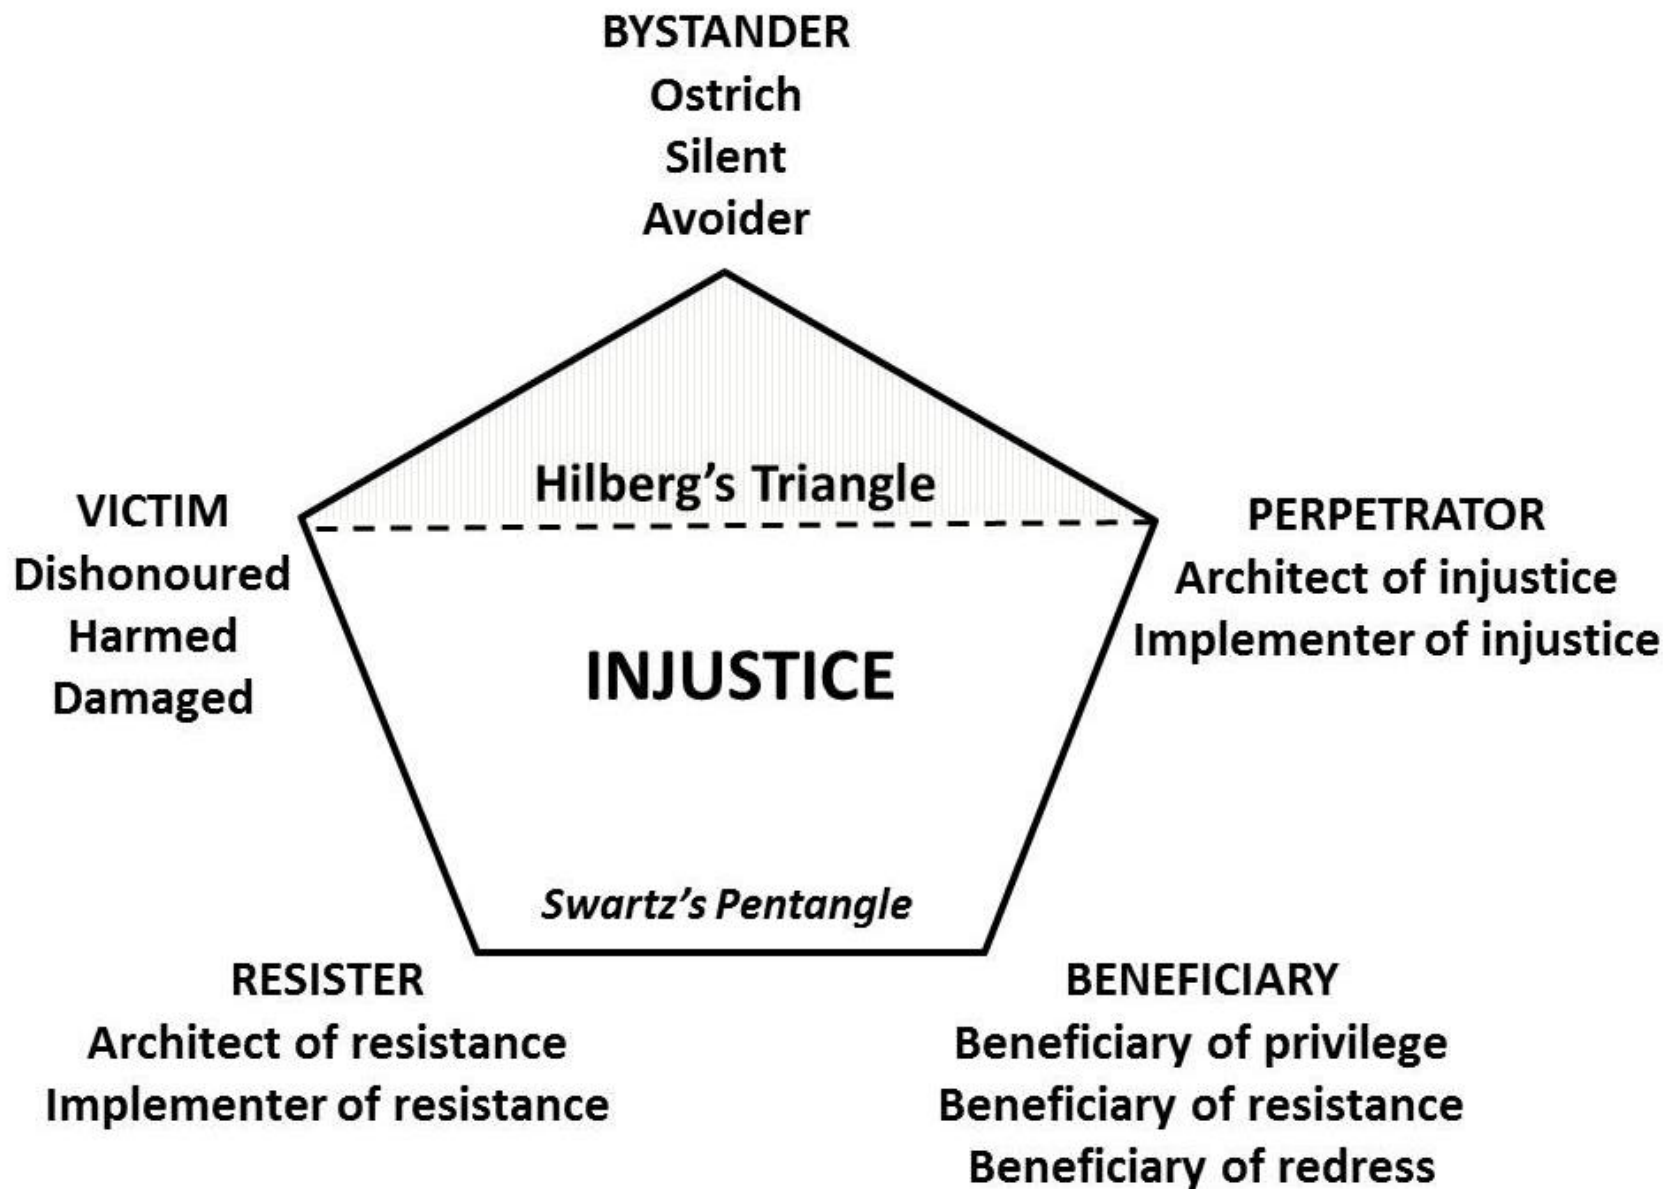 BYSTANDER
Ostrich
Silent
Avoider
Hilberg's Triangle
VICTIM
Dishonoured
Harmed
Damaged
PERPETRATOR
Architect of injustice
Implementer of injustice
INJUSTICE
Swartz's Pentangle
RESISTER
Architect of resistance
Implementer of resistance
BENEFICIARY
Beneficiary of privilege
Beneficiary of resistance
Beneficiary of redress